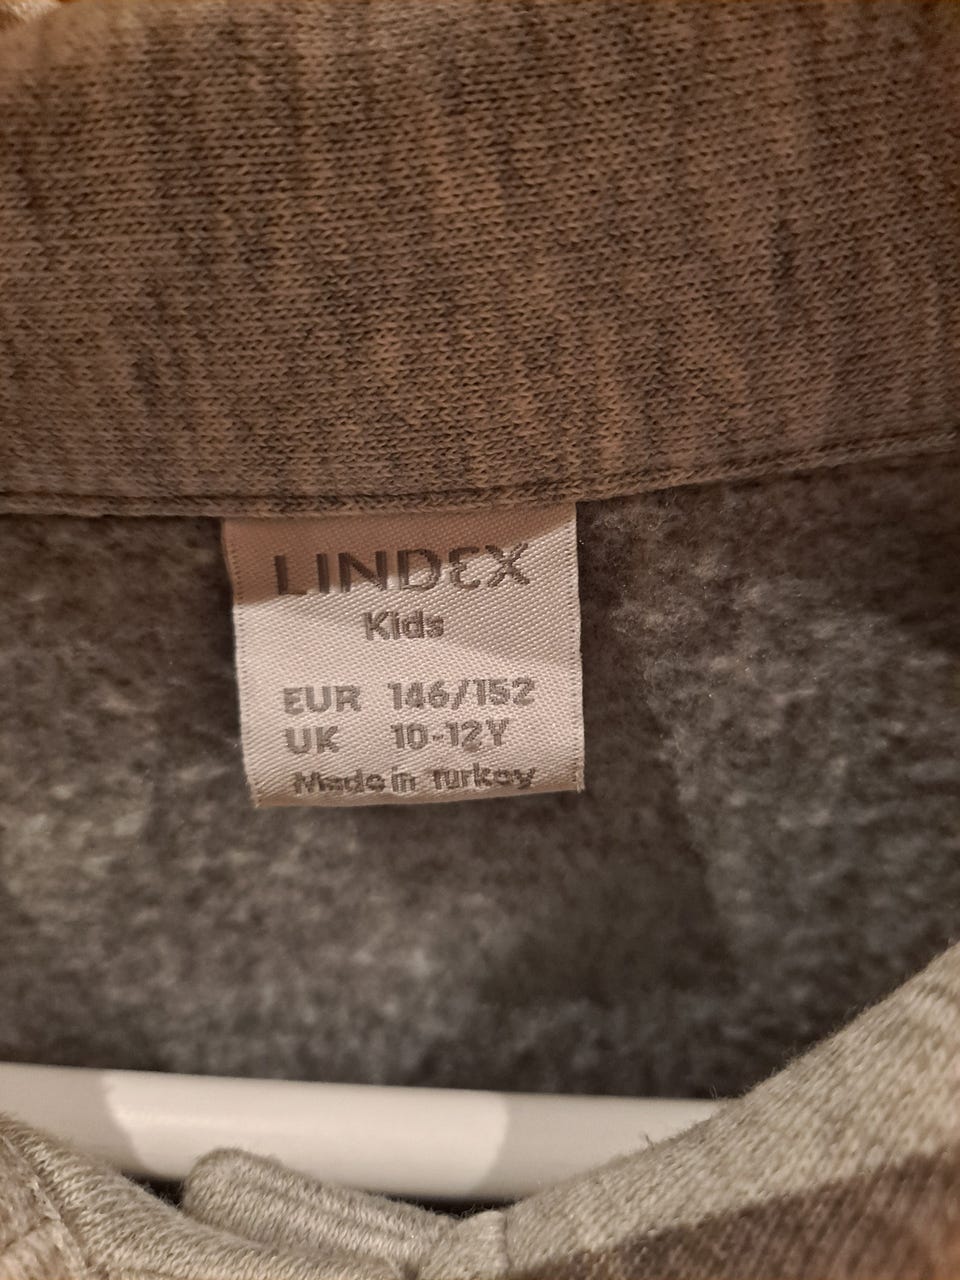 LINDEX
Kids
EUR 146/152
UK 10-12Y
Made in Turkey